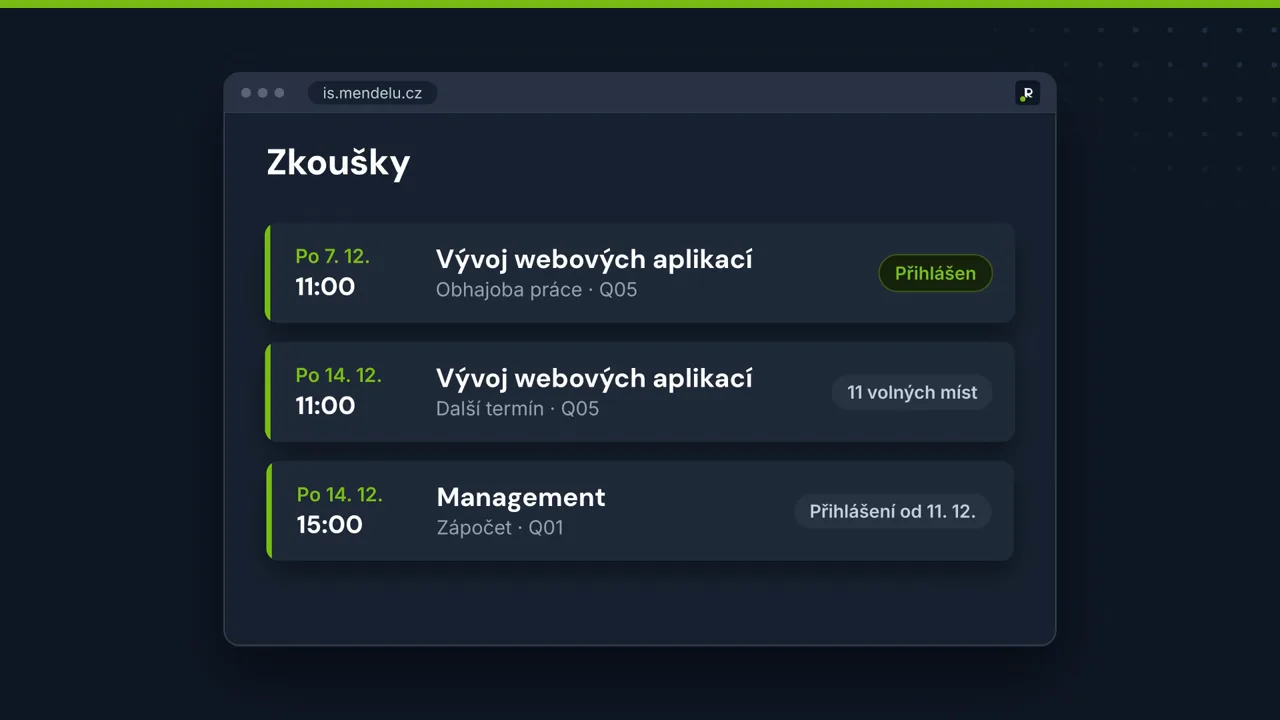 is.mendelu.cz
R
Zkoušky
Po 7. 12.
11:00
Vývoj webových aplikací
Obhajoba práce · Q05
Přihlášen
Po 14. 12.
11:00
Vývoj webových aplikací
Další termín · Q05
11 volných míst
Po 14. 12.
15:00
Management
Zápočet · Q01
Přihlášení od 11. 12.